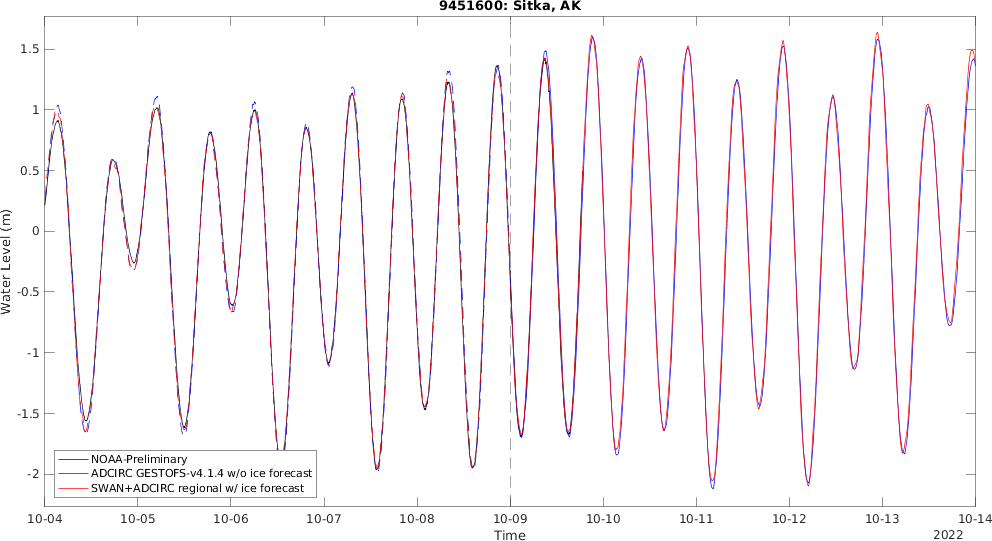 9451600: Sitka, AK
Water Level (m)
1.5
1
0.5
0
-0.5
-1
-1.5
-2
NOAA-Preliminary
ADCIRC GESTOFS-v4.1.4 w/o ice forecast
SWAN+ADCIRC regional w/ ice forecast
10-04 10-05 10-06 10-07 10-08 10-09 10-10 10-11 10-12 10-13 10-14
Time
2022